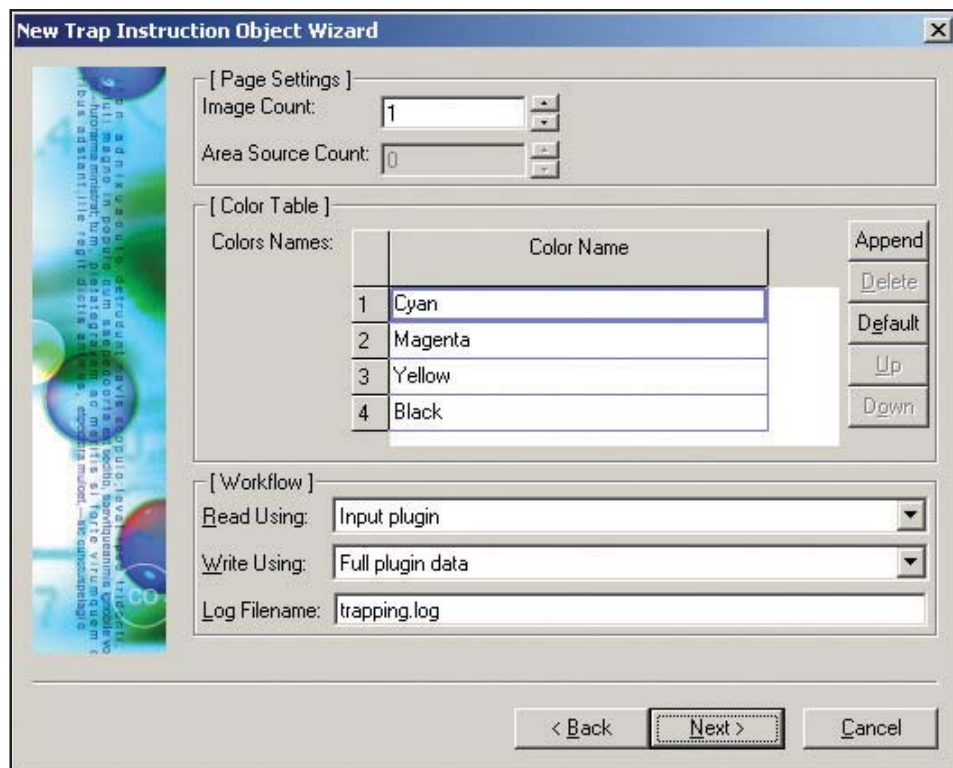 New Trap Instruction Object Wizard
[ Page Settings ]
Image Count: 1
Area Source Count: 0
[ Color Table ]
Colors Names:
Color Name
1 Cyan
2 Magenta
3 Yellow
4 Black
Append
Delete
Default
Up
Down
[ Workflow ]
Read Using: Input plugin
Write Using: Full plugin data
Log Filename: trapping.log
CO
< Back
Next >
Cancel